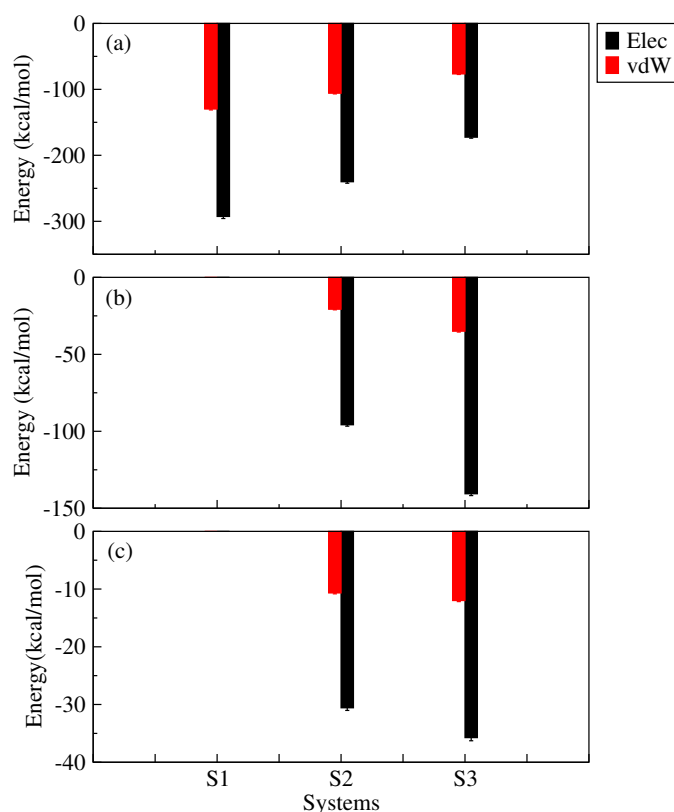 (a)
0
-100
-200
-300
Energy (kcal/mol)
Elec
vdW
(b)
0
-50
-100
-150
Energy (kcal/mol)
(c)
0
-10
-20
-30
-40
Energy(kcal/mol)
S1 S2 S3
Systems